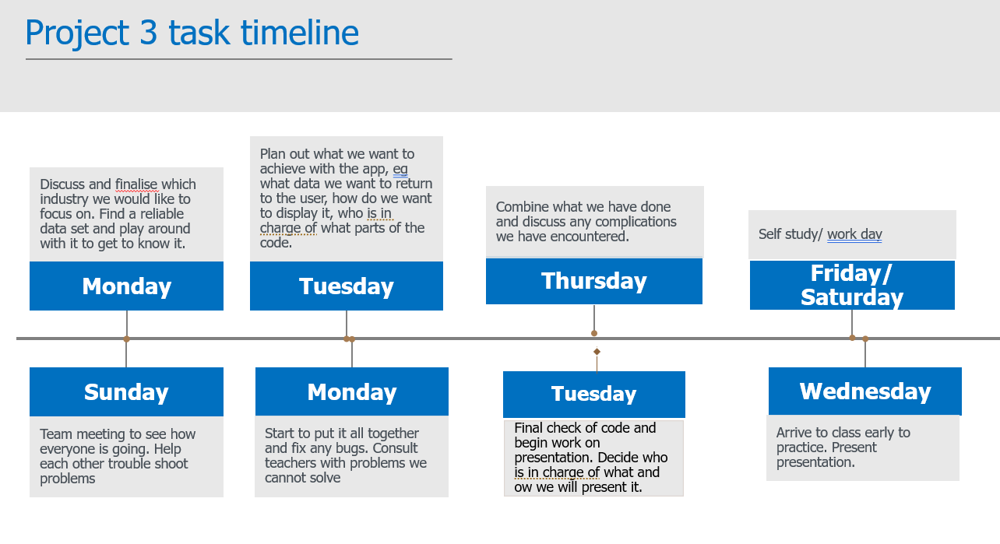 Project 3 task timeline
Discuss and finalise which
industry we would like to
focus on. Find a reliable
data set and play around
with it to get to know it.
Monday
Plan out what we want to
achieve with the app, eg
what data we want to return
to the user, how do we want
to display it, who is in
charge of what parts of the
code.
Tuesday
Combine what we have done
and discuss any complications
we have encountered.
Thursday
Self study/ work day
Friday/
Saturday
Sunday
Team meeting to see how
everyone is going. Help
each other trouble shoot
problems
Monday
Start to put it all together
and fix any bugs. Consult
teachers with problems we
cannot solve
Tuesday
Final check of code and
begin work on
presentation. Decide who
is in charge of what and
ow we will present it.
Wednesday
Arrive to class early to
practice. Present
presentation.